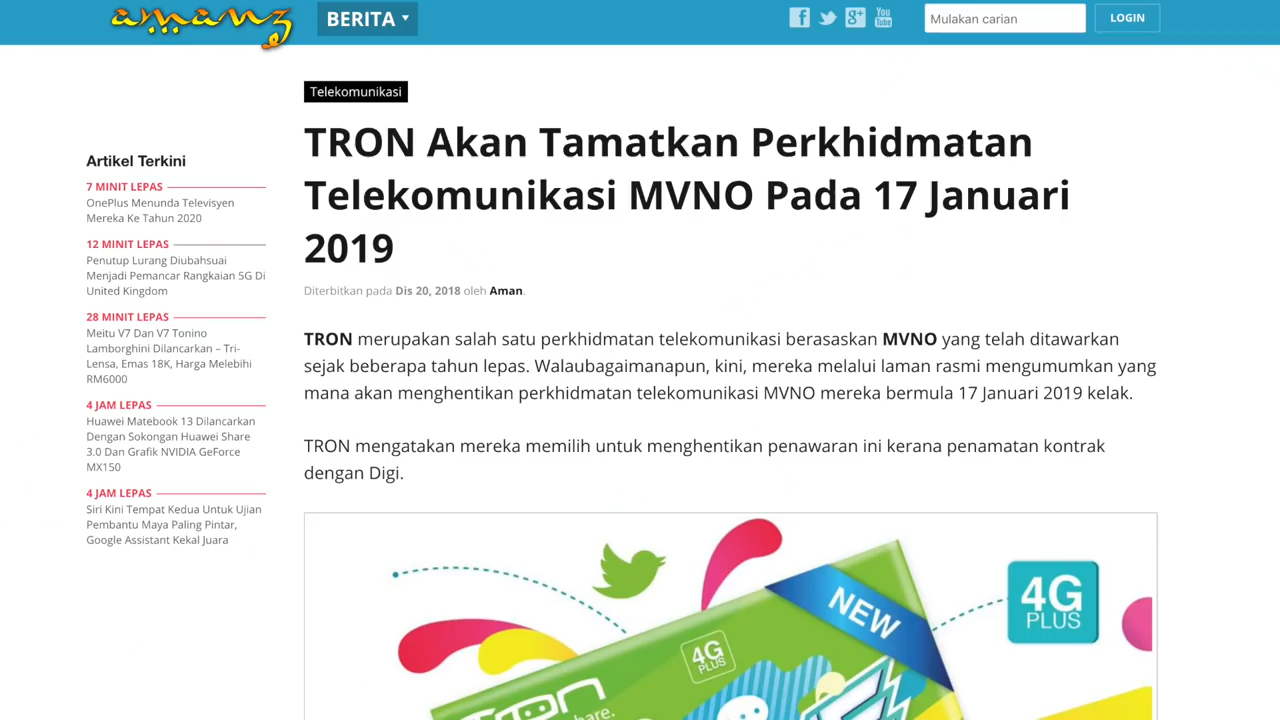 amanz
BERITA
f
g+
You
Tube
Mulakan carian
LOGIN
Telekomunikasi
TRON Akan Tamatkan Perkhidmatan
Telekomunikasi MVNO Pada 17 Januari
2019
Diterbitkan pada Dis 20, 2018 oleh Aman.
TRON merupakan salah satu perkhidmatan telekomunikasi berasaskan MVNO yang telah ditawarkan
sejak beberapa tahun lepas. Walaubagaimanapun, kini, mereka melalui laman rasmi mengumumkan yang
mana akan menghentikan perkhidmatan telekomunikasi MVNO mereka bermula 17 Januari 2019 kelak.
TRON mengatakan mereka memilih untuk menghentikan penawaran ini kerana penamatan kontrak
dengan Digi.
Artikel Terkini
7 MINIT LEPAS
OnePlus Menunda Televisyen
Mereka Ke Tahun 2020
12 MINIT LEPAS
Penutup Lurang Diubahsuai
Menjadi Pemancar Rangkaian 5G Di
United Kingdom
28 MINIT LEPAS
Meitu V7 Dan V7 Tonino
Lamborghini Dilancarkan – Tri-
Lensa, Emas 18K, Harga Melebihi
RM6000
4 JAM LEPAS
Huawei Matebook 13 Dilancarkan
Dengan Sokongan Huawei Share
3.0 Dan Grafik NVIDIA GeForce
MX150
4 JAM LEPAS
Siri Kini Tempat Kedua Untuk Ujian
Pembantu Maya Paling Pintar,
Google Assistant Kekal Juara
NEW
4G
PLUS
4G
PLUS
Tron
share.